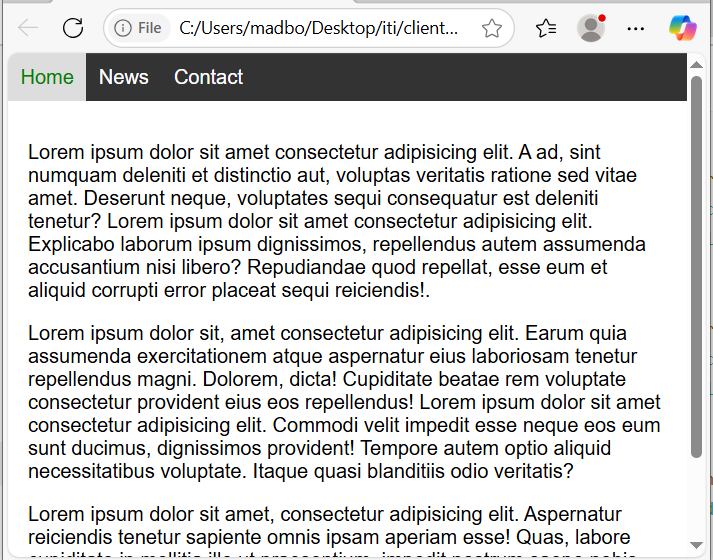 File C:/Users/madbo/Desktop/iti/client...
Home News Contact
Lorem ipsum dolor sit amet consectetur adipisicing elit. A ad, sint
numquam deleniti et distinctio aut, voluptas veritatis ratione sed vitae
amet. Deserunt neque, voluptates sequi consequatur est deleniti
tenetur? Lorem ipsum dolor sit amet consectetur adipisicing elit.
Explicabo laborum ipsum dignissimos, repellendus autem assumenda
accusantium nisi libero? Repudiandae quod repellat, esse eum et
aliquid corrupti error placeat sequi reiciendis!.
Lorem ipsum dolor sit, amet consectetur adipisicing elit. Earum quia
assumenda exercitationem atque aspernatur eius laboriosam tenetur
repellendus magni. Dolorem, dicta! Cupiditate beatae rem voluptate
consectetur provident eius eos repellendus! Lorem ipsum dolor sit amet
consectetur adipisicing elit. Commodi velit impedit esse neque eos eum
sunt ducimus, dignissimos provident! Tempore autem optio aliquid
necessitatibus voluptate. Itaque quasi blanditiis odio veritatis?
Lorem ipsum dolor sit amet, consectetur adipisicing elit. Aspernatur
reiciendis tenetur sapiente omnis ipsam aperiam esse! Quas, labore